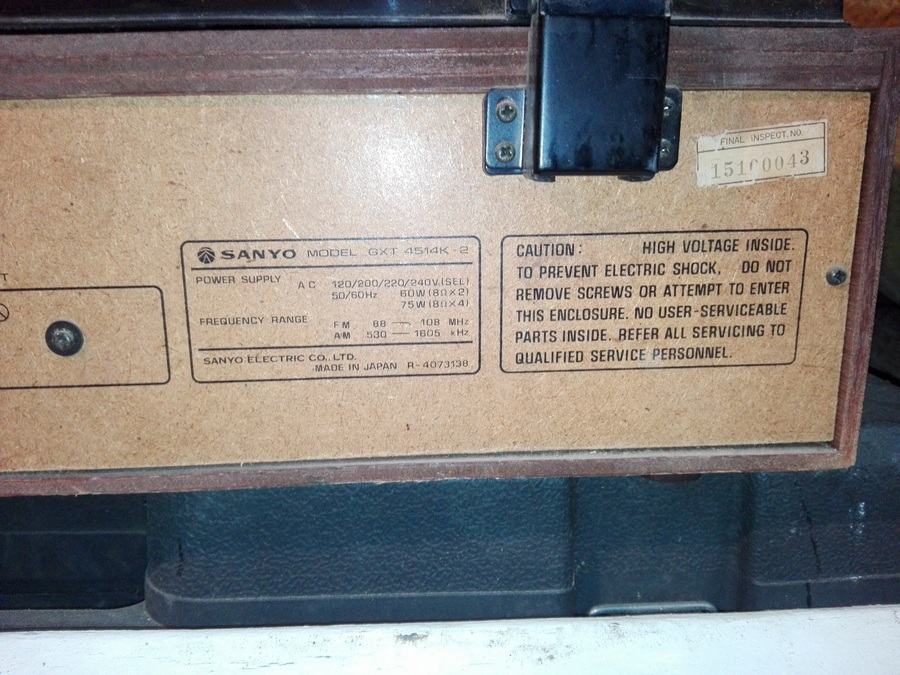 FINAL INSPECT. NO.
15100043
SANYO MODEL GXT 4514K-2
POWER SUPPLY AC 120/200/220/240V.(SEL)
50/60Hz 60W(8Ω×2)
75W(8Ω×4)
FREQUENCY RANGE FM 88 — 108 MHz
AM 530 — 1605 kHz
SANYO ELECTRIC CO., LTD.
MADE IN JAPAN R-4073138
CAUTION: HIGH VOLTAGE INSIDE.
TO PREVENT ELECTRIC SHOCK, DO NOT
REMOVE SCREWS OR ATTEMPT TO ENTER
THIS ENCLOSURE. NO USER-SERVICEABLE
PARTS INSIDE. REFER ALL SERVICING TO
QUALIFIED SERVICE PERSONNEL.
T